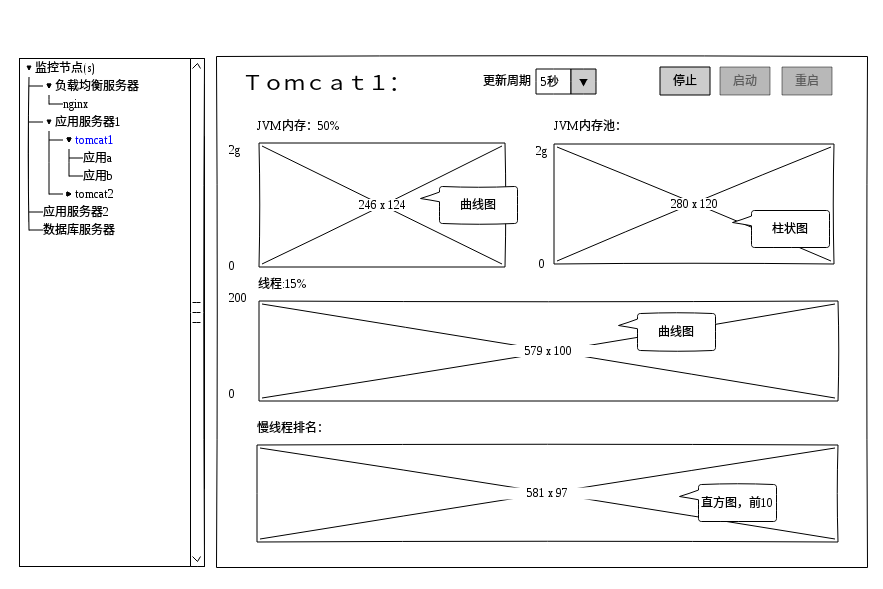 监控节点(s)
负载均衡服务器
nginx
应用服务器1
tomcat1
应用a
应用b
tomcat2
应用服务器2
数据库服务器
Tomcat1：
更新周期 5秒 停止 启动 重启
JVM内存：50%
2g
246 x 124
曲线图
0
JVM内存池：
2g
280 x 120
柱状图
0
线程:15%
200
曲线图
579 x 100
0
慢线程排名：
581 x 97
直方图，前10